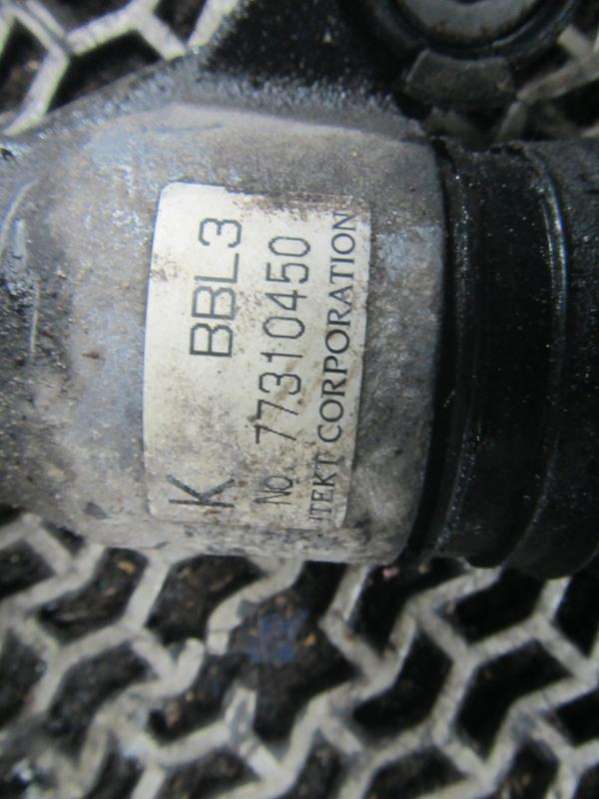 K BBL3
No. 77310450
JTEKT CORPORATION